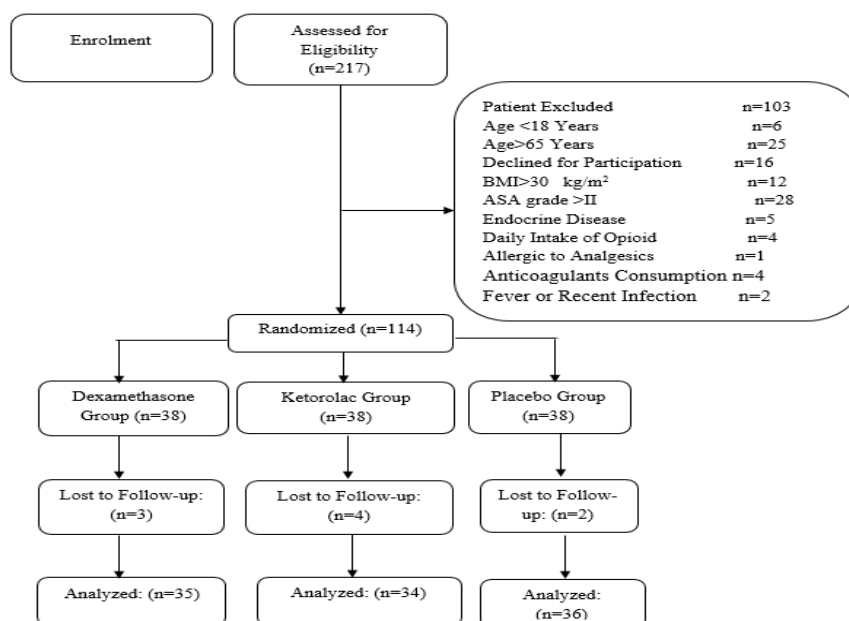 Enrolment
Assessed for
Eligibility
(n=217)
Patient Excluded n=103
Age <18 Years n=6
Age>65 Years n=25
Declined for Participation n=16
BMI>30 kg/m² n=12
ASA grade >II n=28
Endocrine Disease n=5
Daily Intake of Opioid n=4
Allergic to Analgesics n=1
Anticoagulants Consumption n=4
Fever or Recent Infection n=2
Randomized (n=114)
Dexamethasone
Group (n=38)
Ketorolac Group
(n=38)
Placebo Group
(n=38)
Lost to Follow-up:
(n=3)
Lost to Follow-up:
(n=4)
Lost to Follow-
up: (n=2)
Analyzed: (n=35)
Analyzed: (n=34)
Analyzed:
(n=36)